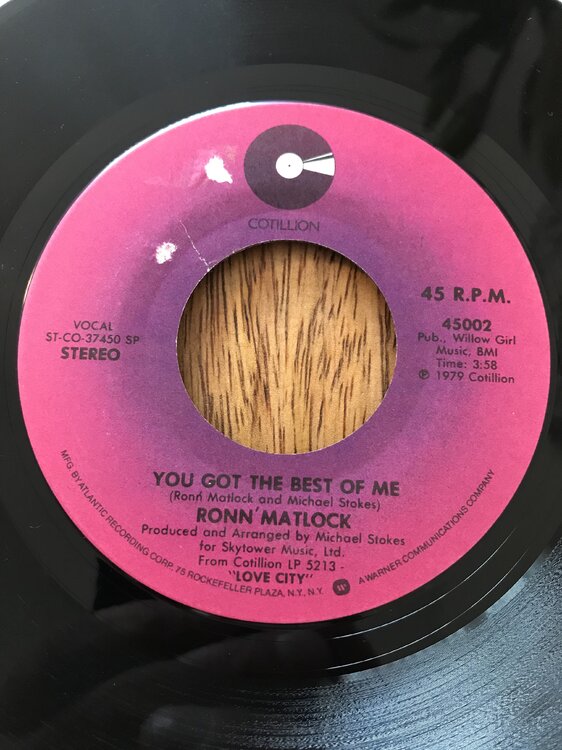 COTILLION
45 R.P.M.
45002
Pub., Willow Girl
Music, BMI
Time: 3:58
℗ 1979 Cotillion
VOCAL
ST-CO-37450 SP
STEREO
YOU GOT THE BEST OF ME
(Ronn Matlock and Michael Stokes)
RONN' MATLOCK
Produced and Arranged by Michael Stokes
for Skytower Music, Ltd.
From Cotillion LP 5213 -
"LOVE CITY"
MFG. BY ATLANTIC RECORDING CORP. 75 ROCKEFELLER PLAZA, N.Y. N.Y.
A WARNER COMMUNICATIONS COMPANY